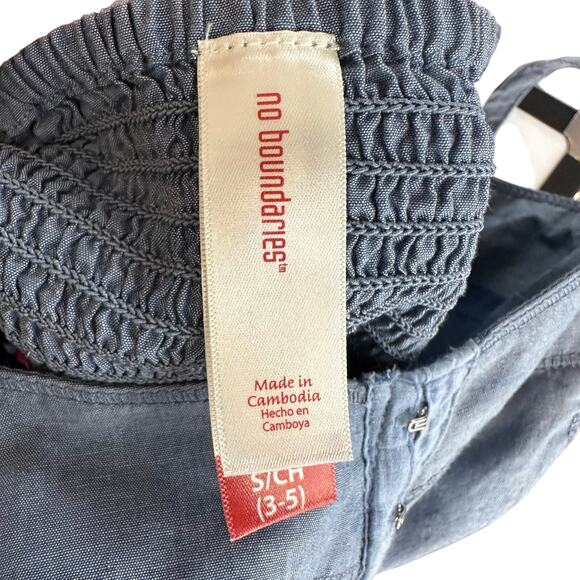 no boundaries™
Made in
Cambodia
Hecho en
Camboya
S/CH
(3-5)